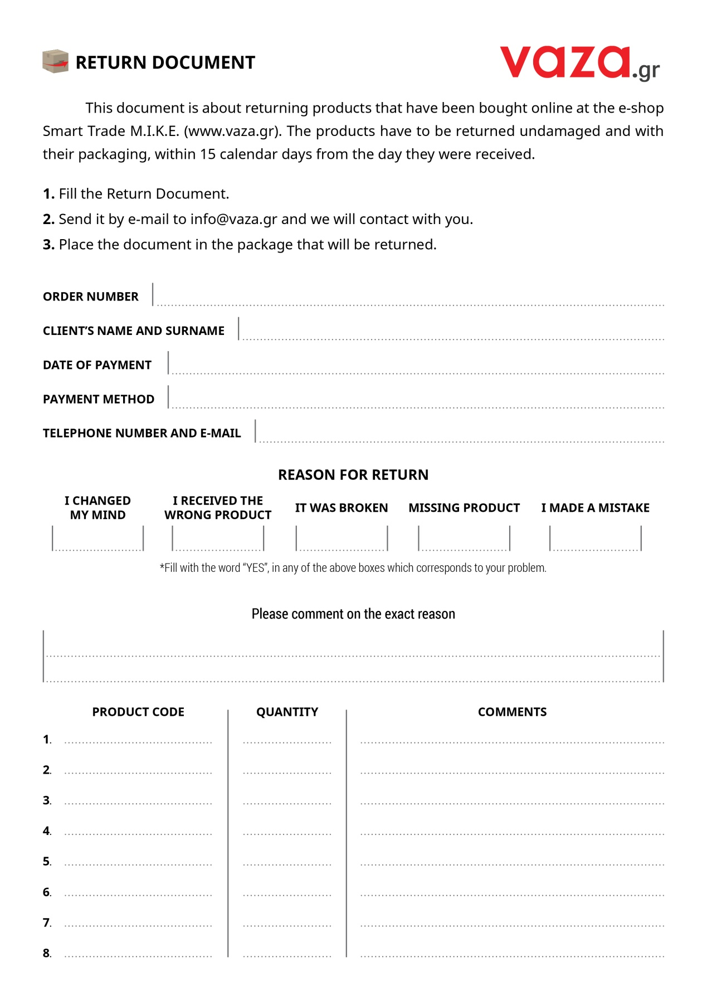 RETURN DOCUMENT
vaza.gr
This document is about returning products that have been bought online at the e-shop
Smart Trade M.I.K.E. (www.vaza.gr). The products have to be returned undamaged and with
their packaging, within 15 calendar days from the day they were received.
1. Fill the Return Document.
2. Send it by e-mail to info@vaza.gr and we will contact with you.
3. Place the document in the package that will be returned.
ORDER NUMBER
CLIENT’S NAME AND SURNAME
DATE OF PAYMENT
PAYMENT METHOD
TELEPHONE NUMBER AND E-MAIL
REASON FOR RETURN
I CHANGED
MY MIND
I RECEIVED THE
WRONG PRODUCT
IT WAS BROKEN
MISSING PRODUCT
I MADE A MISTAKE
*Fill with the word “YES”, in any of the above boxes which corresponds to your problem.
Please comment on the exact reason
PRODUCT CODE QUANTITY COMMENTS
1.
2.
3.
4.
5.
6.
7.
8.